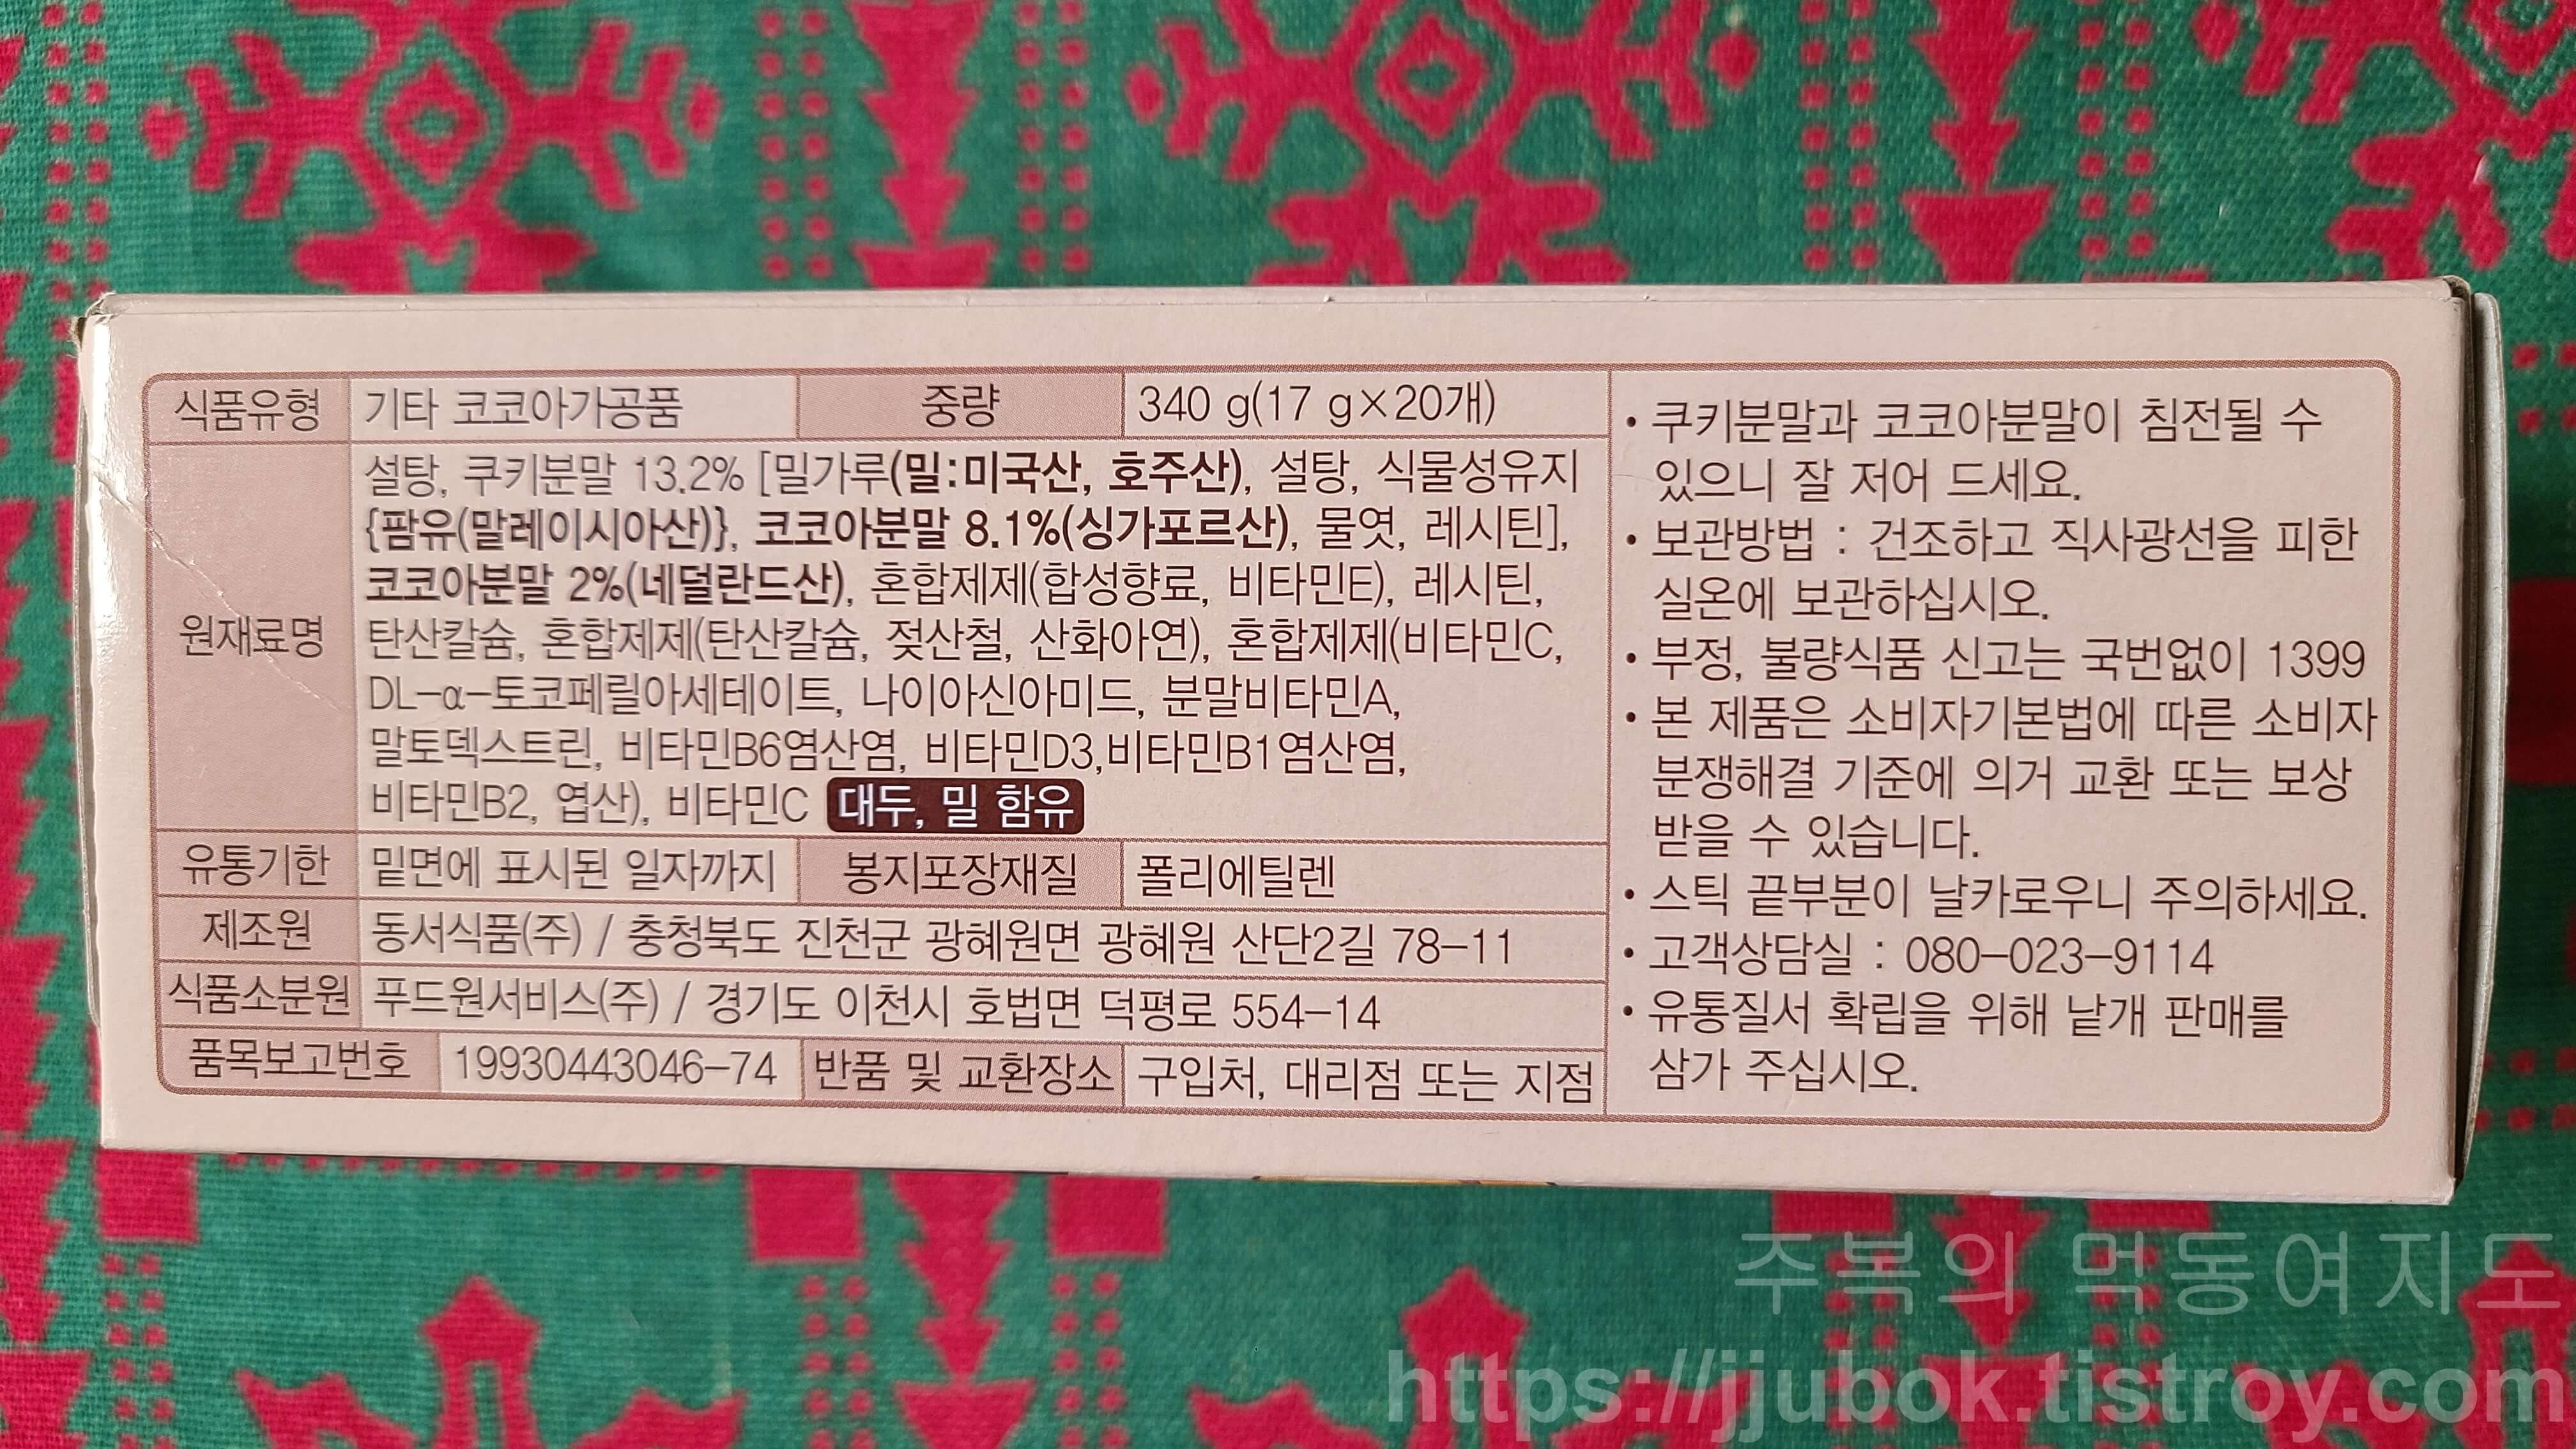 식품유형 기타 코코아가공품 중량 340 g(17 g×20개)
원재료명
설탕, 쿠키분말 13.2% [밀가루(밀:미국산, 호주산), 설탕, 식물성유지
{팜유(말레이시아산)}, 코코아분말 8.1%(싱가포르산), 물엿, 레시틴],
코코아분말 2%(네덜란드산), 혼합제제(합성향료, 비타민E), 레시틴,
탄산칼슘, 혼합제제(탄산칼슘, 젖산철, 산화아연), 혼합제제(비타민C,
DL-α-토코페릴아세테이트, 나이아신아미드, 분말비타민A,
말토덱스트린, 비타민B6염산염, 비타민D3,비타민B1염산염,
비타민B2, 엽산), 비타민C 대두, 밀 함유
유통기한 밑면에 표시된 일자까지 봉지포장재질 폴리에틸렌
제조원 동서식품(주) / 충청북도 진천군 광혜원면 광혜원 산단2길 78-11
식품소분원 푸드원서비스(주) / 경기도 이천시 호법면 덕평로 554-14
품목보고번호 19930443046-74 반품 및 교환장소 구입처, 대리점 또는 지점
• 쿠키분말과 코코아분말이 침전될 수
있으니 잘 저어 드세요.
• 보관방법 : 건조하고 직사광선을 피한
실온에 보관하십시오.
• 부정, 불량식품 신고는 국번없이 1399
• 본 제품은 소비자기본법에 따른 소비자
분쟁해결 기준에 의거 교환 또는 보상
받을 수 있습니다.
• 스틱 끝부분이 날카로우니 주의하세요.
• 고객상담실 : 080-023-9114
• 유통질서 확립을 위해 낱개 판매를
삼가 주십시오.
주복의 먹동여지도
https://jjubok.tistroy.com